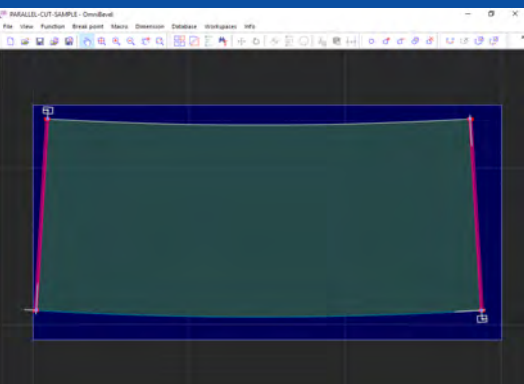 PARALLEL-CUT-SAMPLE - OmniBevel
File View Function Break point Macro Dimension Database Workspaces Info